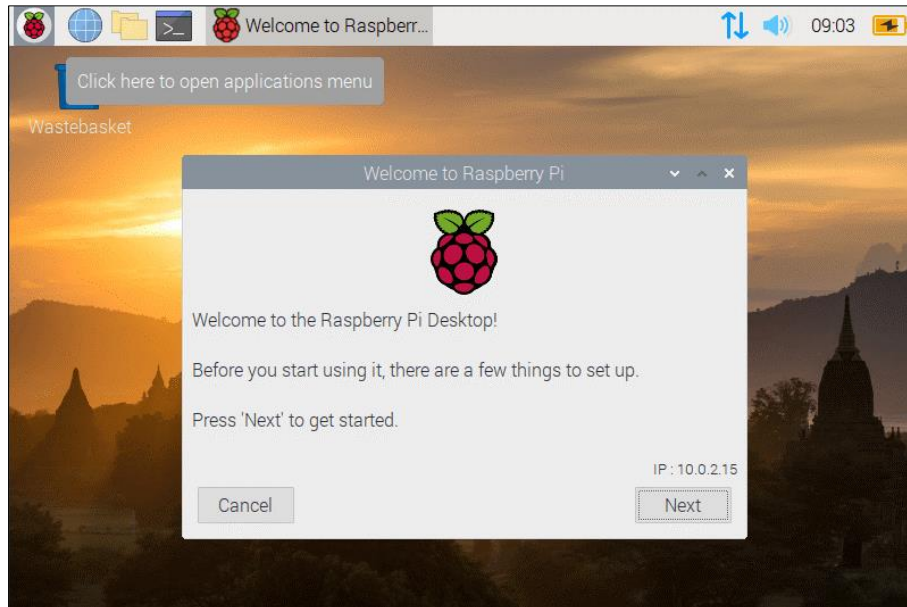 >_
Welcome to Raspberr...
09:03
Click here to open applications menu
Wastebasket
Welcome to Raspberry Pi
Welcome to the Raspberry Pi Desktop!
Before you start using it, there are a few things to set up.
Press 'Next' to get started.
IP : 10.0.2.15
Cancel
Next